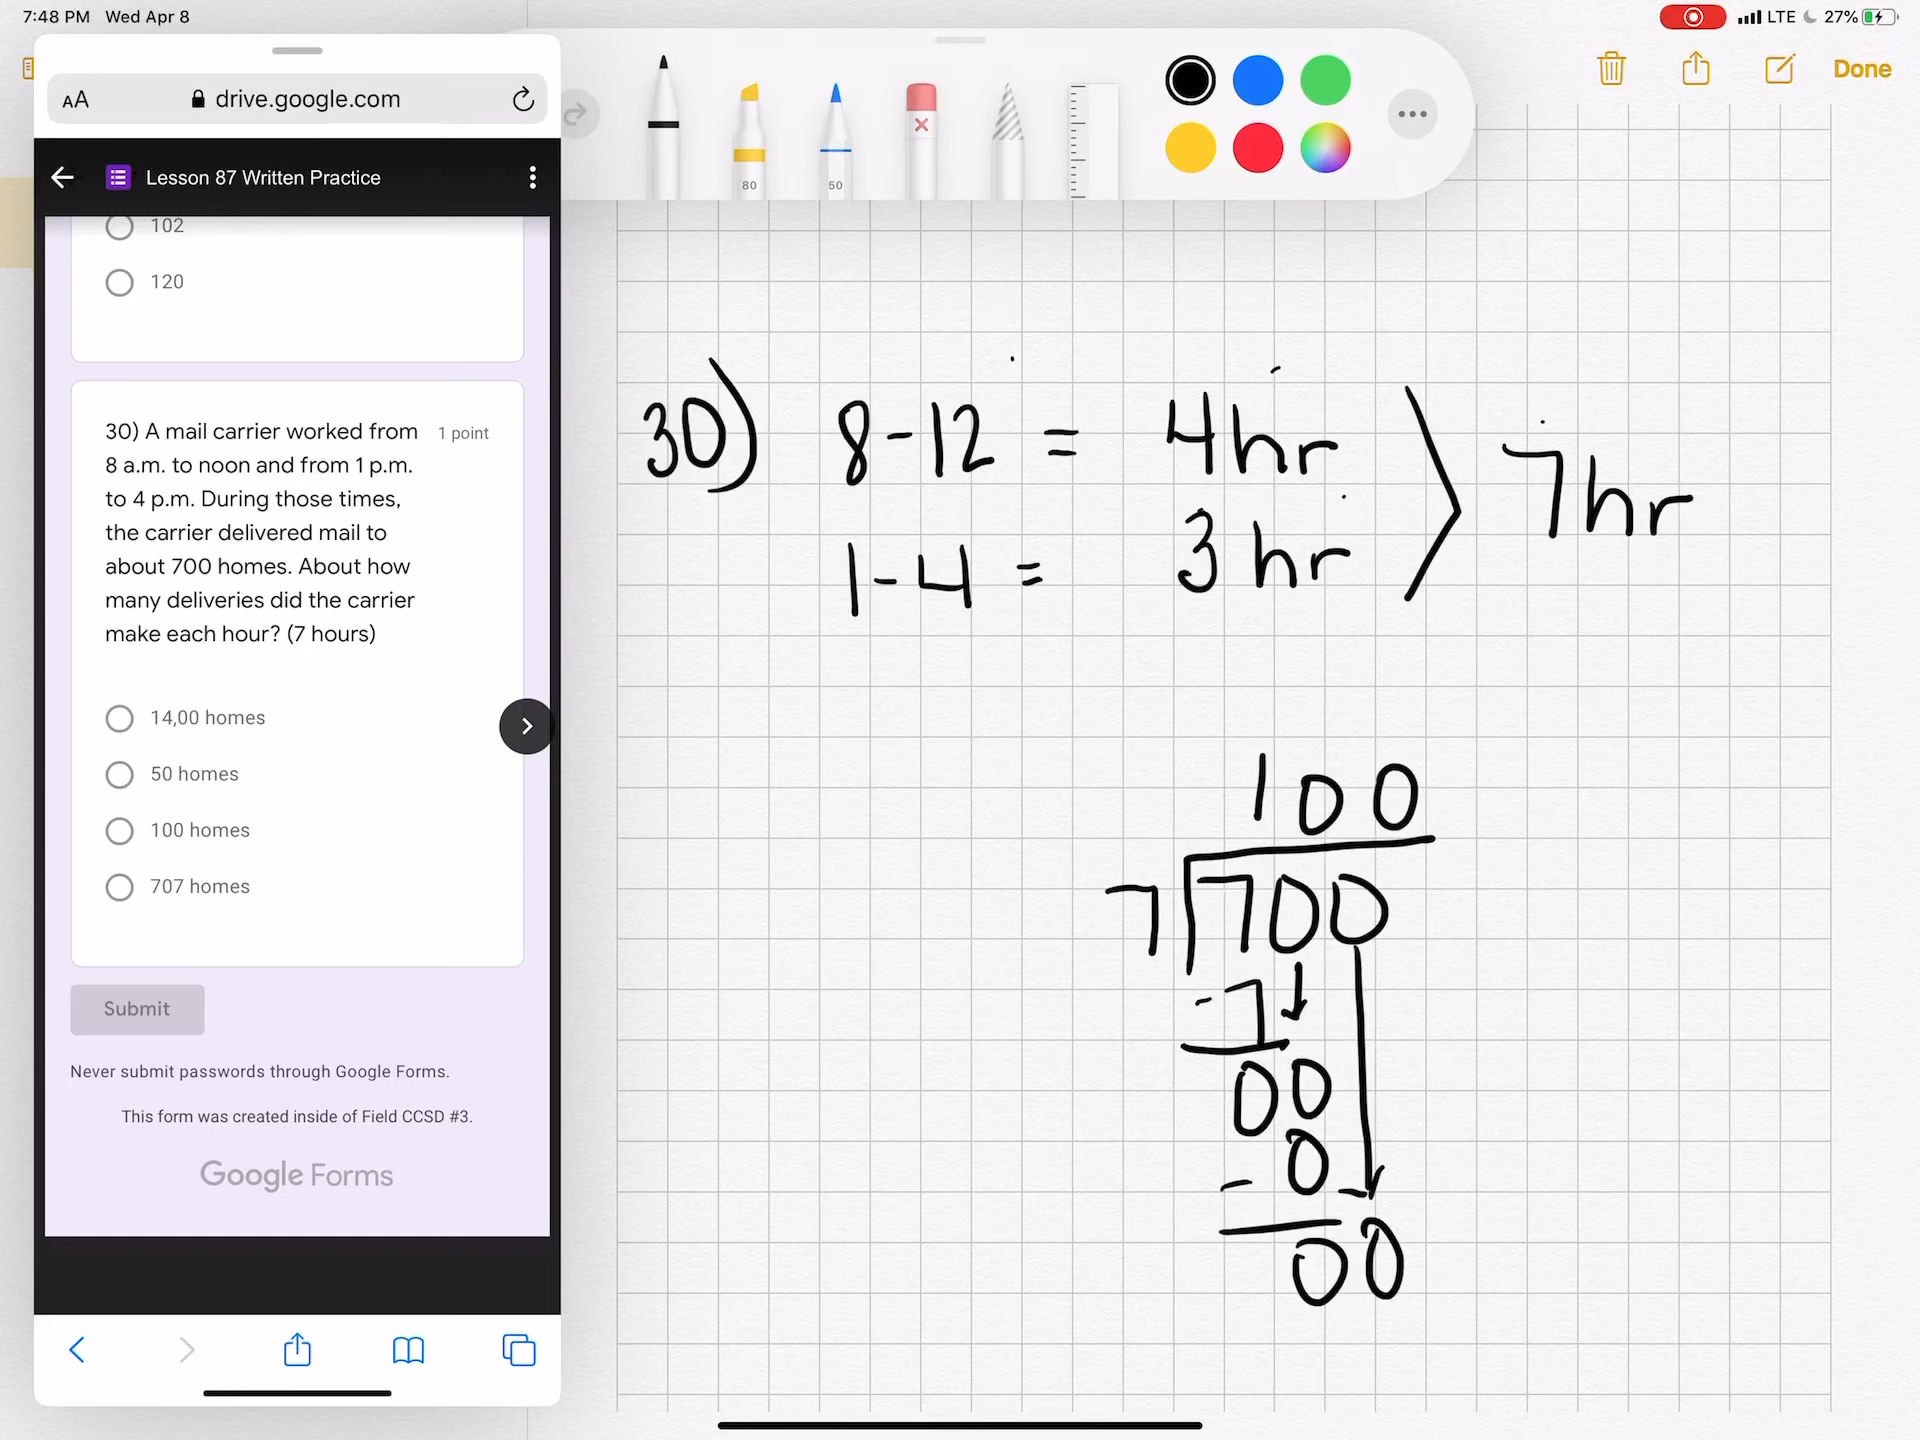 7:48 PM Wed Apr 8
LTE 27%
AA drive.google.com
Lesson 87 Written Practice
102
120
30) A mail carrier worked from 1 point
8 a.m. to noon and from 1 p.m.
to 4 p.m. During those times,
the carrier delivered mail to
about 700 homes. About how
many deliveries did the carrier
make each hour? (7 hours)
14,00 homes
50 homes
100 homes
707 homes
Submit
Never submit passwords through Google Forms.
This form was created inside of Field CCSD #3.
Google Forms
80
50
Done
30) 8-12 = 4hr
7hr
1-4 = 3 hr
100
7 700
-7
00
- 0
00